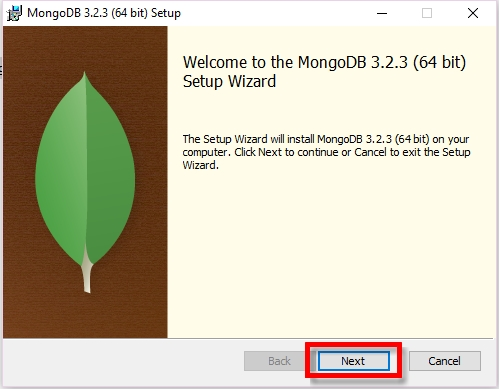 MongoDB 3.2.3 (64 bit) Setup
Welcome to the MongoDB 3.2.3 (64 bit)
Setup Wizard
The Setup Wizard will install MongoDB 3.2.3 (64 bit) on your
computer. Click Next to continue or Cancel to exit the Setup
Wizard.
Back Next Cancel